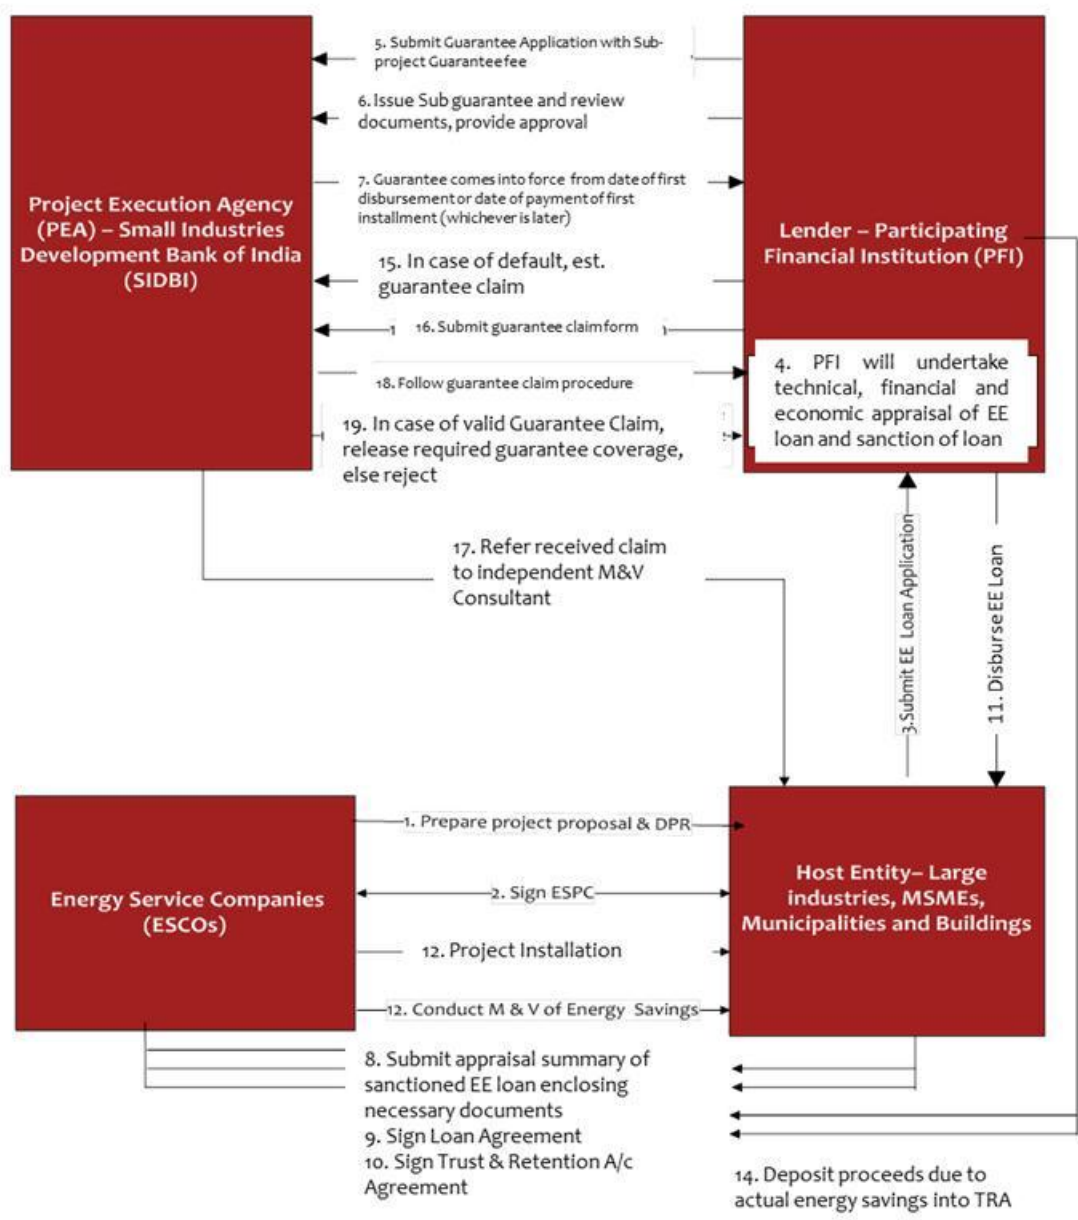 5. Submit Guarantee Application with Sub-
project Guarantee fee
6. Issue Sub guarantee and review
documents, provide approval
7. Guarantee comes into force from date of first
disbursement or date of payment of first
installment (whichever is later)
Project Execution Agency
(PEA) – Small Industries
Development Bank of India
(SIDBI)
Lender – Participating
Financial Institution (PFI)
15. In case of default, est.
guarantee claim
16. Submit guarantee claim form
18. Follow guarantee claim procedure
19. In case of valid Guarantee Claim,
release required guarantee coverage,
else reject
4. PFI will undertake
technical, financial and
economic appraisal of EE
loan and sanction of loan
17. Refer received claim
to independent M&V
Consultant
3.Submit EE Loan Application
11. Disburse EE Loan
1. Prepare project proposal & DPR
2. Sign ESPC
12. Project Installation
12. Conduct M & V of Energy Savings
Energy Service Companies
(ESCOs)
Host Entity– Large
industries, MSMEs,
Municipalities and Buildings
8. Submit appraisal summary of
sanctioned EE loan enclosing
necessary documents
9. Sign Loan Agreement
10. Sign Trust & Retention A/c
Agreement
14. Deposit proceeds due to
actual energy savings into TRA